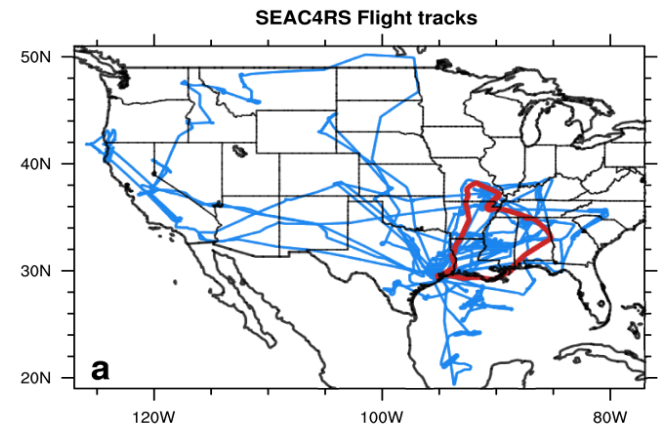 SEAC4RS Flight tracks
50N
40N
30N
20N
a
120W 100W 80W